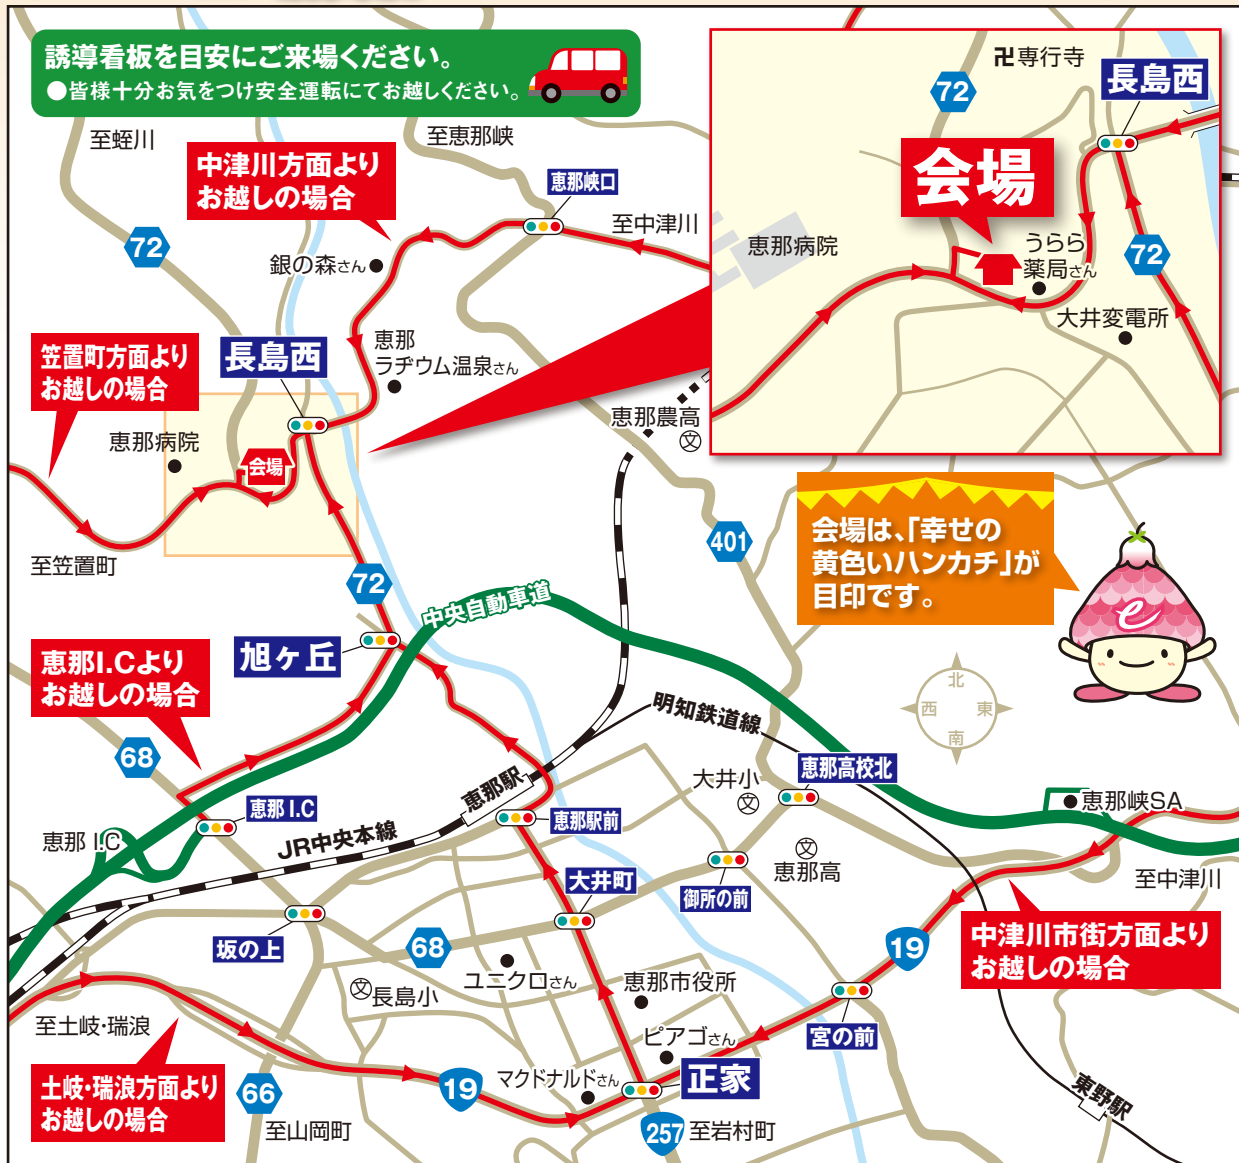 誘導看板を目安にご来場ください。
●皆様十分お気をつけ安全運転にてお越しください。
至蛭川
至恵那峡
中津川方面より
お越しの場合
恵那峡口
至中津川
72
銀の森さん
恵那
ラヂウム温泉さん
笠置町方面より
お越しの場合
長島西
恵那病院
会場
至笠置町
恵那農高
文
卍専行寺
72
長島西
会場
恵那病院
うらら
薬局さん
72
大井変電所
会場は、「幸せの
黄色いハンカチ」が
目印です。
e
401
72
中央自動車道
旭ヶ丘
恵那I.Cより
お越しの場合
68
恵那I.C
恵那 I.C
北
西
東
南
明知鉄道線
恵那駅
JR中央本線
恵那駅前
大井小
文
恵那高校北
恵那峡SA
至中津川
文
恵那高
御所の前
大井町
坂の上
68
ユニクロさん
文長島小
恵那市役所
ピアゴさん
マクドナルドさん
正家
宮の前
19
中津川市街方面より
お越しの場合
至土岐・瑞浪
土岐・瑞浪方面より
お越しの場合
66
至山岡町
19
257
至岩村町
東野駅